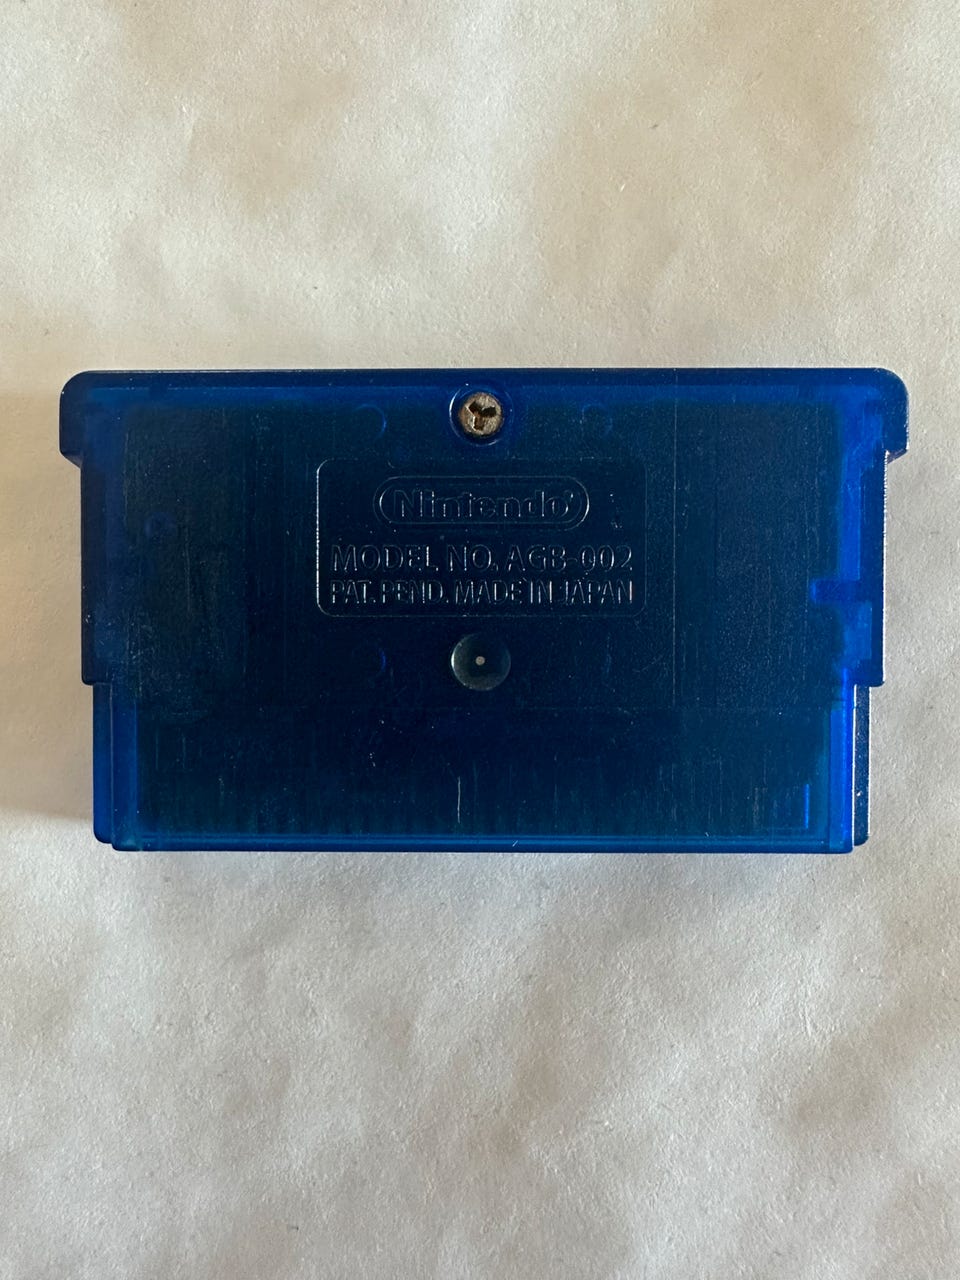 Nintendo®
MODEL NO. AGB-002
PAT. PEND. MADE IN JAPAN